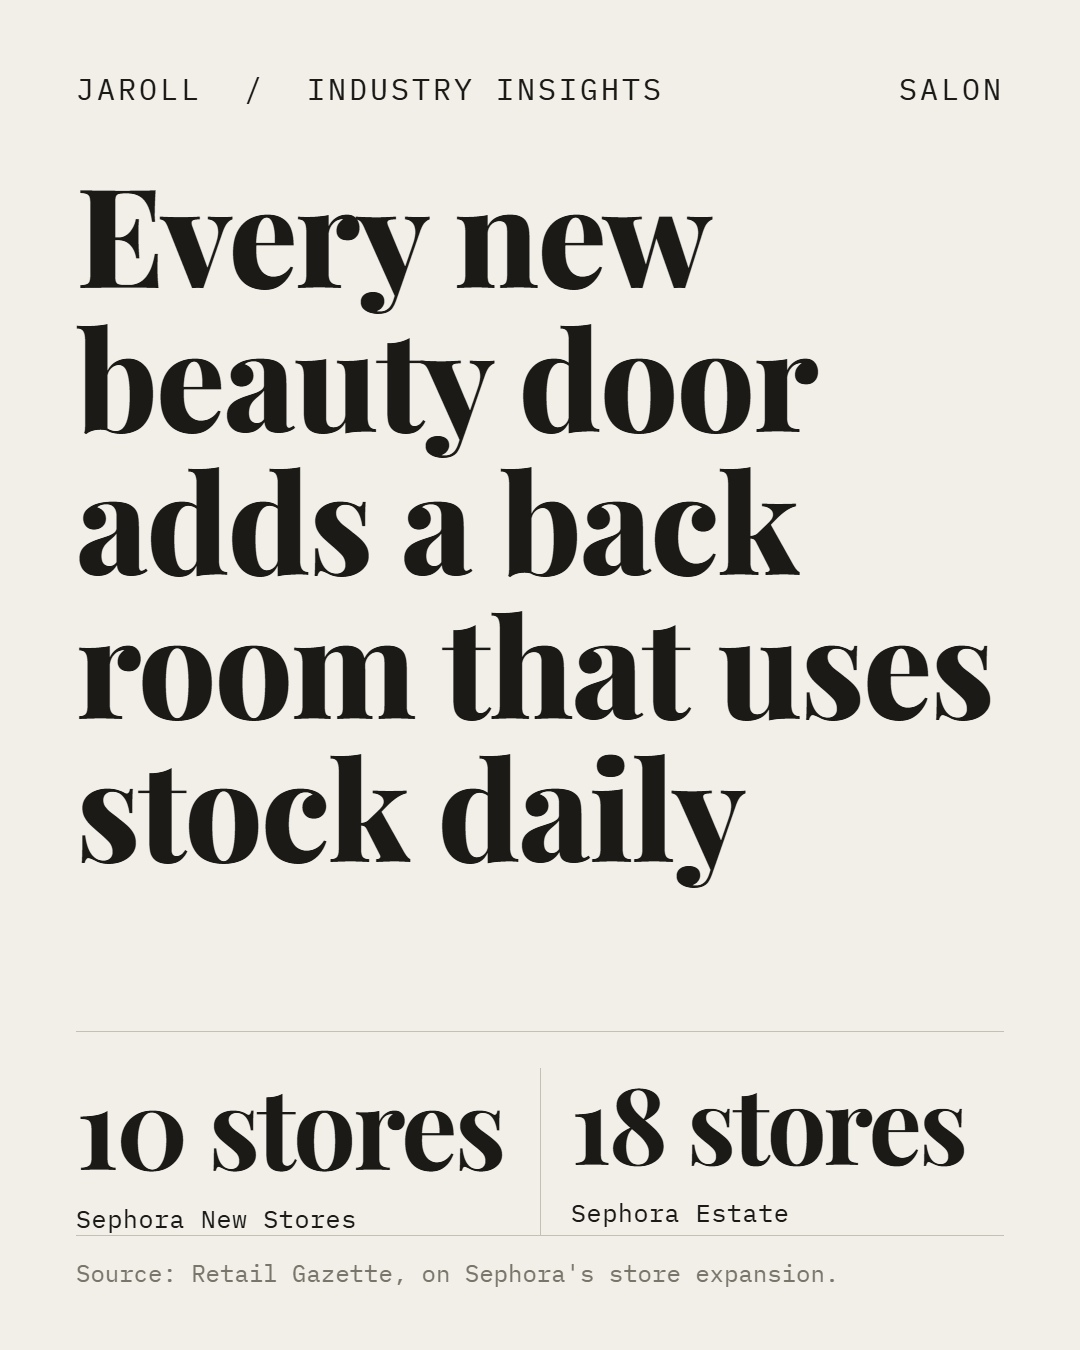 JAROLL / INDUSTRY INSIGHTS SALON
Every new
beauty door
adds a back
room that uses
stock daily
10 stores
Sephora New Stores
18 stores
Sephora Estate
Source: Retail Gazette, on Sephora's store expansion.